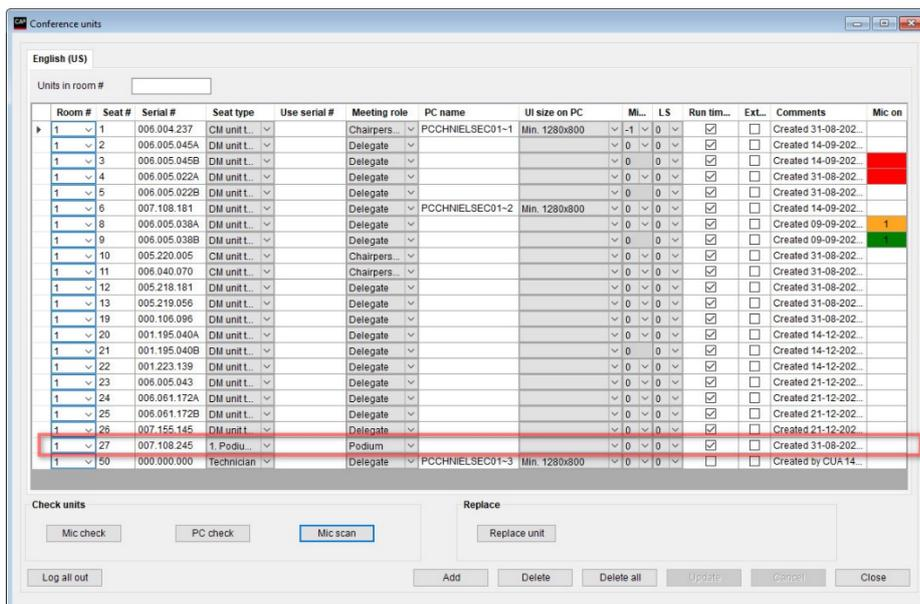 CAP Conference units
English (US)
Units in room #
Room # Seat # Serial # Seat type Use serial # Meeting role PC name UI size on PC Mi... LS Run tim... Ext... Comments Mic on
1 1 006.004.237 CM unit t... Chairpers... PCCHNIELSEC01~1 Min. 1280x800 -1 0 Created 31-08-202...
1 2 006.005.045A DM unit t... Delegate 0 0 Created 14-09-202...
1 3 006.005.045B DM unit t... Delegate 0 0 Created 14-09-202...
1 4 006.005.022A DM unit t... Delegate 0 0 Created 31-08-202...
1 5 006.005.022B DM unit t... Delegate 0 0 Created 31-08-202...
1 6 007.108.181 DM unit t... Delegate PCCHNIELSEC01~2 Min. 1280x800 0 0 Created 14-09-202...
1 8 006.005.038A DM unit t... Delegate 0 0 Created 09-09-202... 1
1 9 006.005.038B DM unit t... Delegate 0 0 Created 09-09-202... 1
1 10 005.220.005 CM unit t... Chairpers... 0 0 Created 31-08-202...
1 11 006.040.070 CM unit t... Chairpers... 0 0 Created 31-08-202...
1 12 005.218.181 DM unit t... Delegate 0 0 Created 31-08-202...
1 13 005.219.056 DM unit t... Delegate 0 0 Created 31-08-202...
1 19 000.106.096 DM unit t... Delegate 0 0 Created 31-08-202...
1 20 001.195.040A DM unit t... Delegate 0 0 Created 14-12-202...
1 21 001.195.040B DM unit t... Delegate 0 0 Created 14-12-202...
1 22 001.223.139 DM unit t... Delegate 0 0 Created 14-12-202...
1 23 006.005.043 DM unit t... Delegate 0 0 Created 21-12-202...
1 24 006.061.172A DM unit t... Delegate 0 0 Created 21-12-202...
1 25 006.061.172B DM unit t... Delegate 0 0 Created 21-12-202...
1 26 007.155.145 DM unit t... Delegate 0 0 Created 21-12-202...
1 27 007.108.245 1. Podiu... Podium 0 0 Created 31-08-202...
1 50 000.000.000 Technician Delegate PCCHNIELSEC01~3 Min. 1280x800 0 0 Created by CUA 14...
Check units Replace
Mic check PC check Mic scan Replace unit
Log all out Add Delete Delete all Update Cancel Close